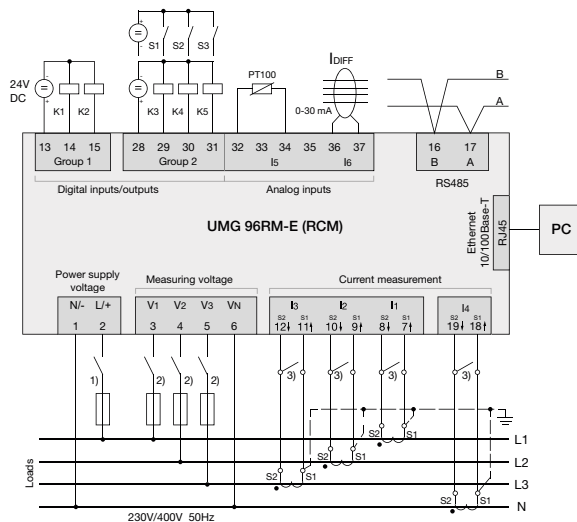 S1 S2 S3
24V
DC
K1 K2
K3 K4 K5
PT100
IDIFF
0-30 mA
B
A
13 14 15
Group 1
28 29 30 31
Group 2
32 33 34 35 36 37
I5 I6
16 17
B A
Digital inputs/outputs
Analog inputs
RS485
UMG 96RM-E (RCM)
Ethernet
10/100Base-T
RJ45
PC
Power supply
voltage
Measuring voltage
Current measurement
N/- L/+
V1 V2 V3 VN
I3 I2 I1
I4
S2 S1 S2 S1 S2 S1
S2 S1
1 2
3 4 5 6
12 11 10 9 8 7
19 18
1) 2) 2) 2)
3) 3) 3) 3)
S2 S1
L1
S2 S1
L2
S2 S1
L3
S2 S1
N
Loads
230V/400V 50Hz